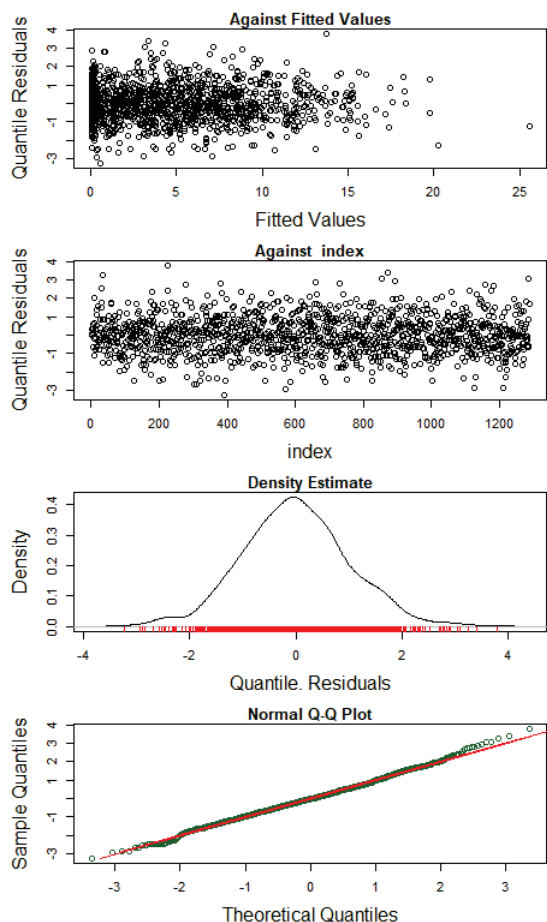 Against Fitted Values
Quantile Residuals
4
3
2
1
-1
-3
0 5 10 15 20 25
Fitted Values
Against index
Quantile Residuals
4
3
2
1
-1
-3
0 200 400 600 800 1000 1200
index
Density Estimate
Density
0.4
0.3
0.2
0.1
0.0
-4 -2 0 2 4
Quantile. Residuals
Normal Q-Q Plot
Sample Quantiles
4
3
2
1
-1
-3
-3 -2 -1 0 1 2 3
Theoretical Quantiles